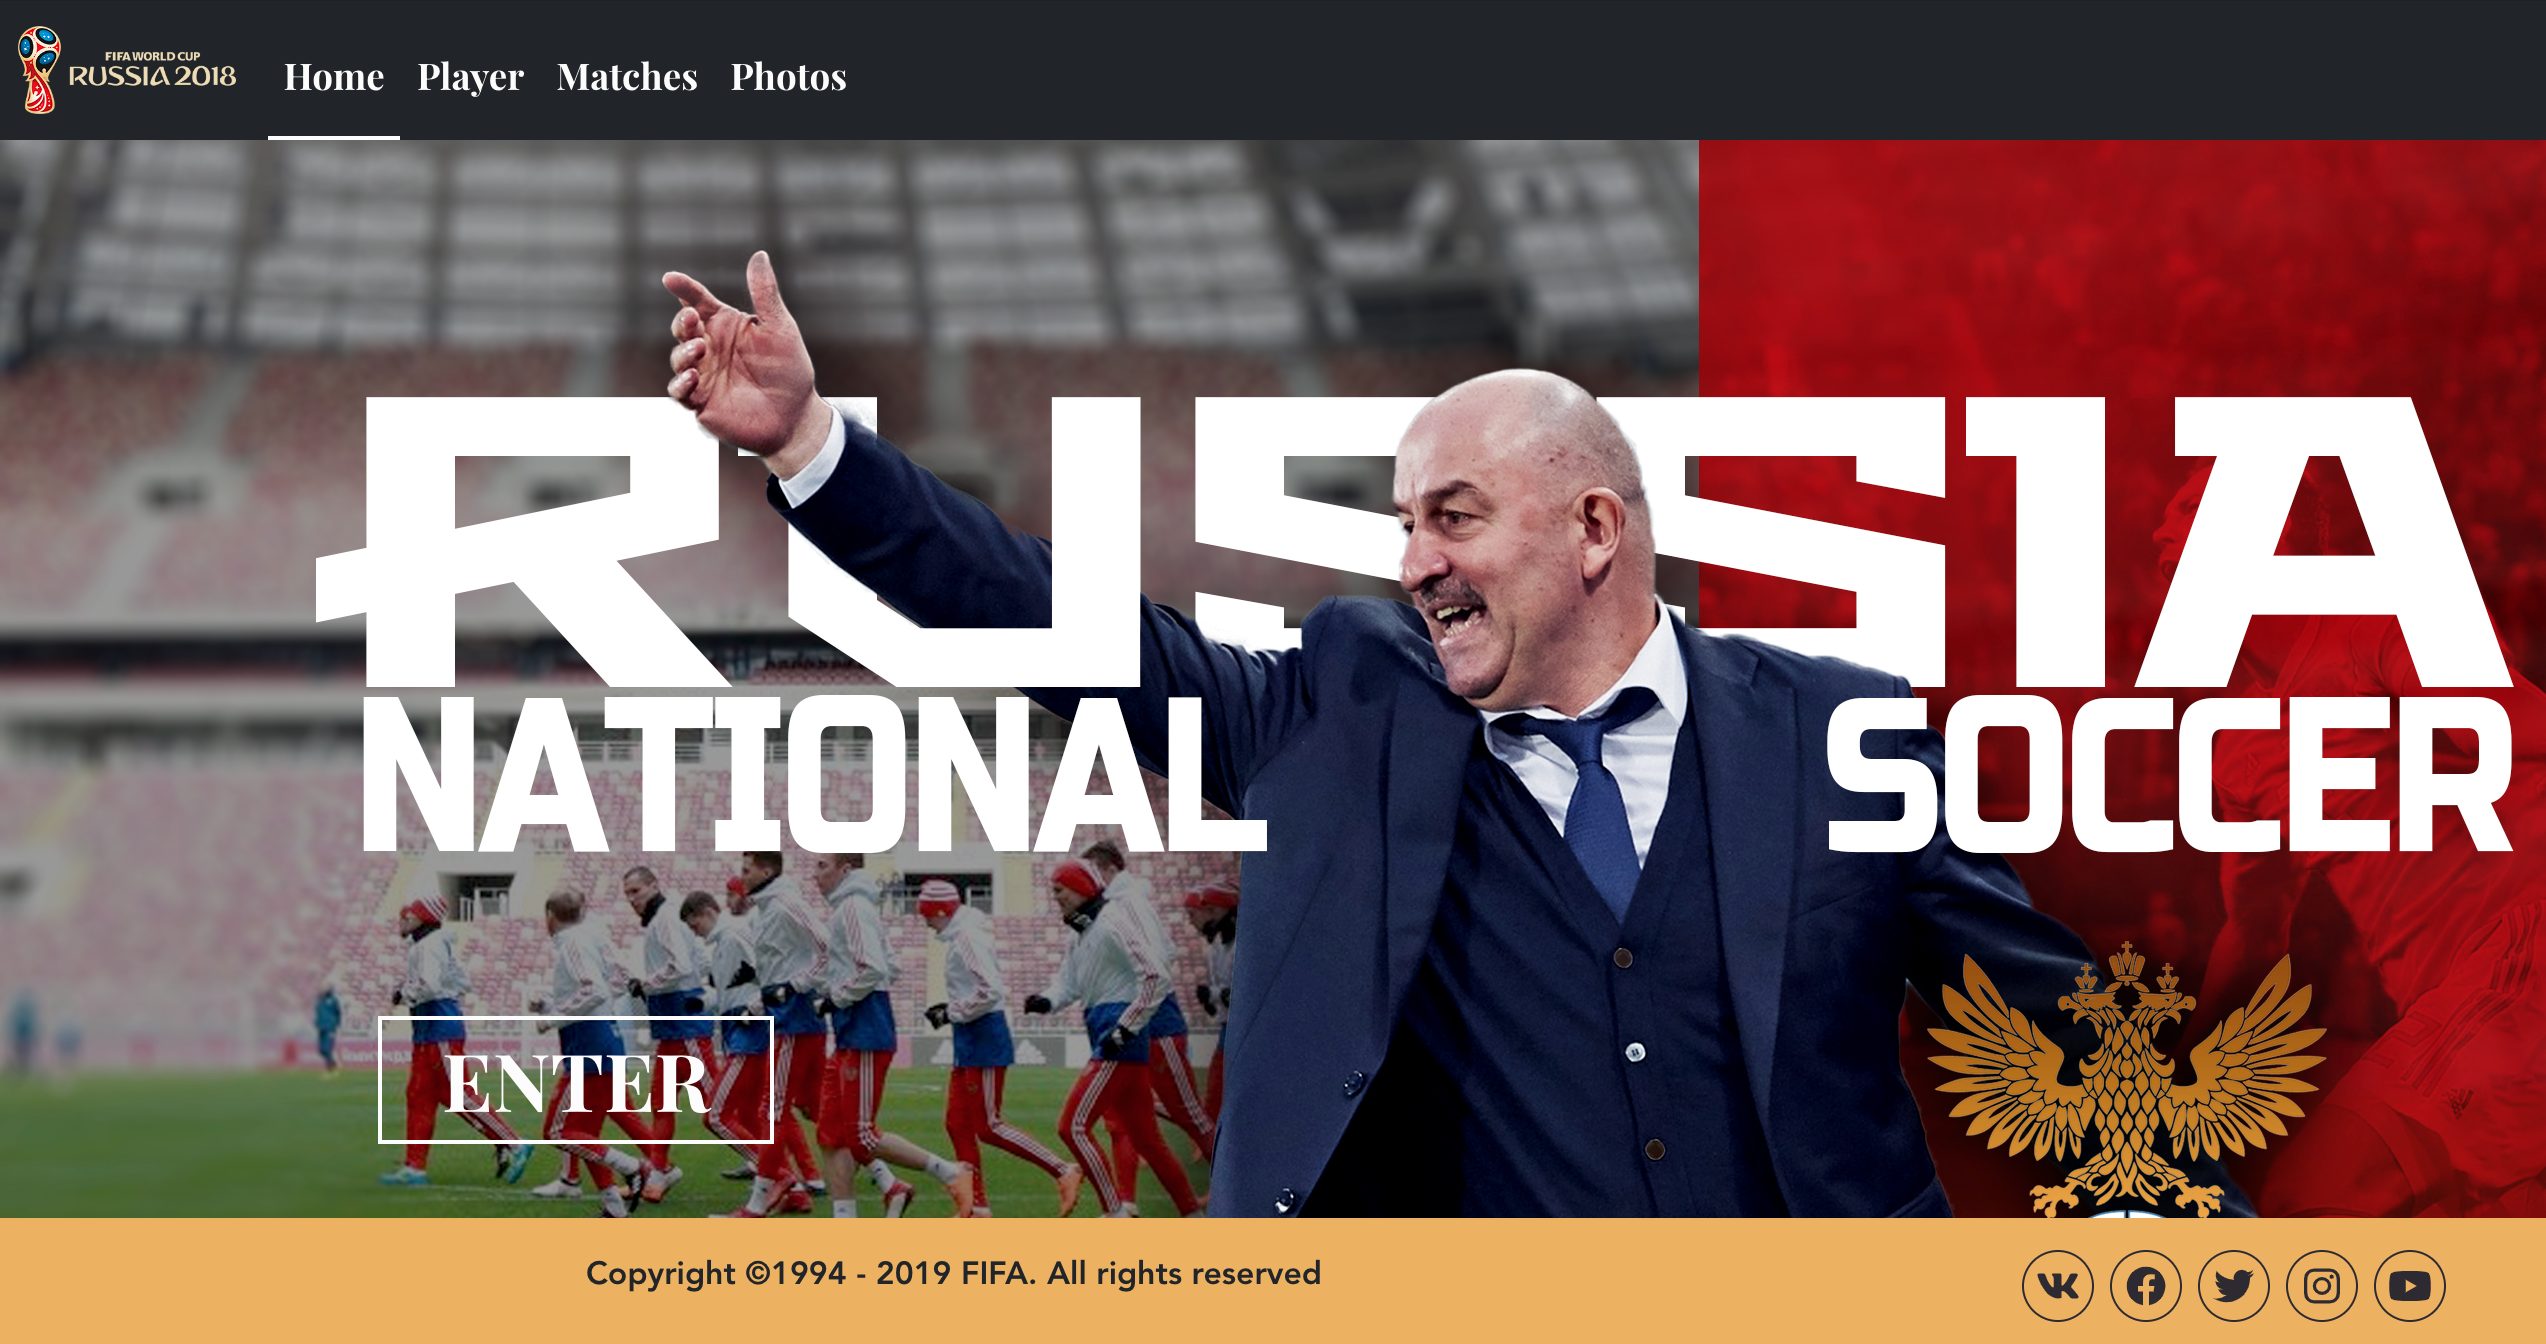 FIFA WORLD CUP
RUSSIA 2018
Home Player Matches Photos
RUSSIA
NATIONAL SOCCER
ENTER
Copyright ©1994 - 2019 FIFA. All rights reserved